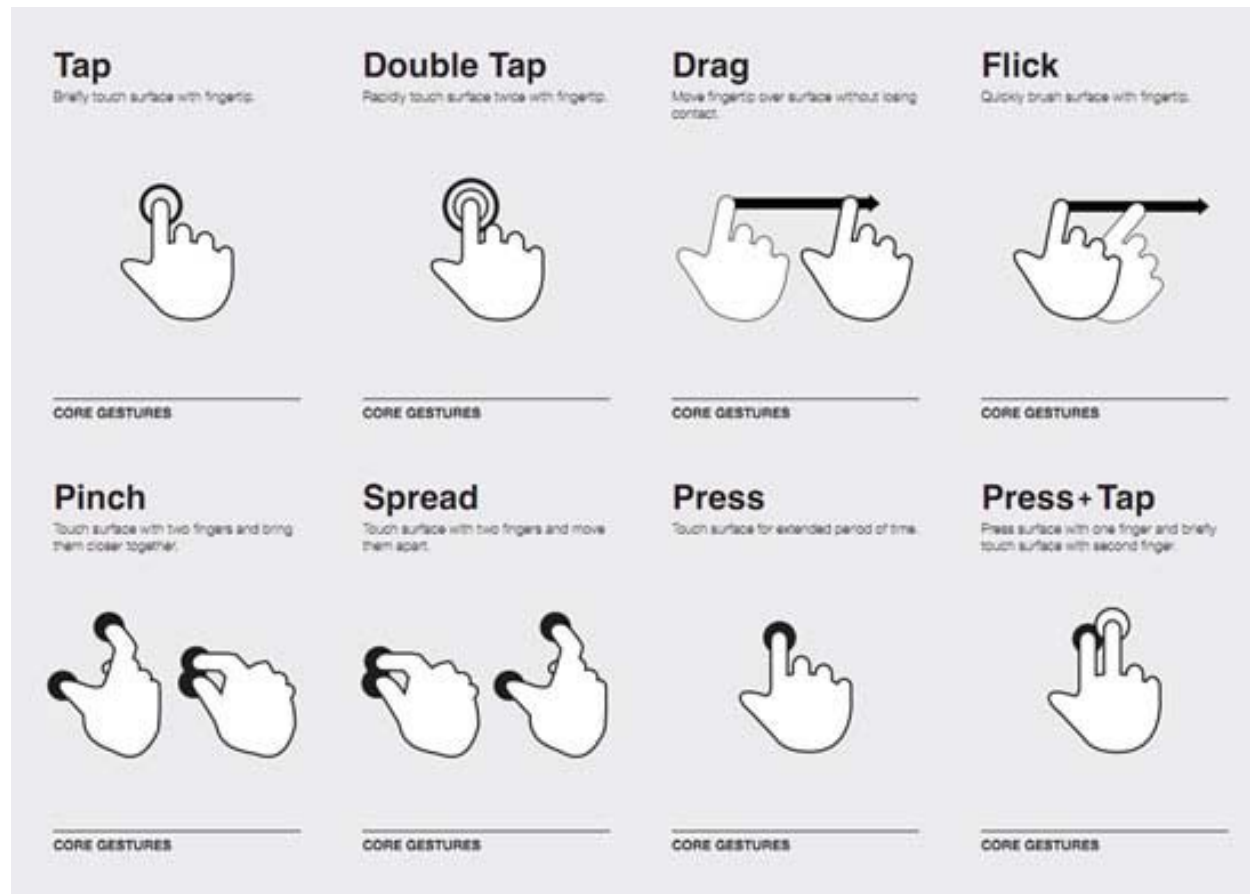 Tap
Briefly touch surface with fingertip.
Double Tap
Rapidly touch surface twice with fingertip.
Drag
Move fingertip over surface without losing
contact.
Flick
Quickly brush surface with fingertip.
CORE GESTURES
CORE GESTURES
CORE GESTURES
CORE GESTURES
Pinch
Touch surface with two fingers and bring
them closer together.
Spread
Touch surface with two fingers and move
them apart.
Press
Touch surface for extended period of time.
Press + Tap
Press surface with one finger and briefly
touch surface with second finger.
CORE GESTURES
CORE GESTURES
CORE GESTURES
CORE GESTURES